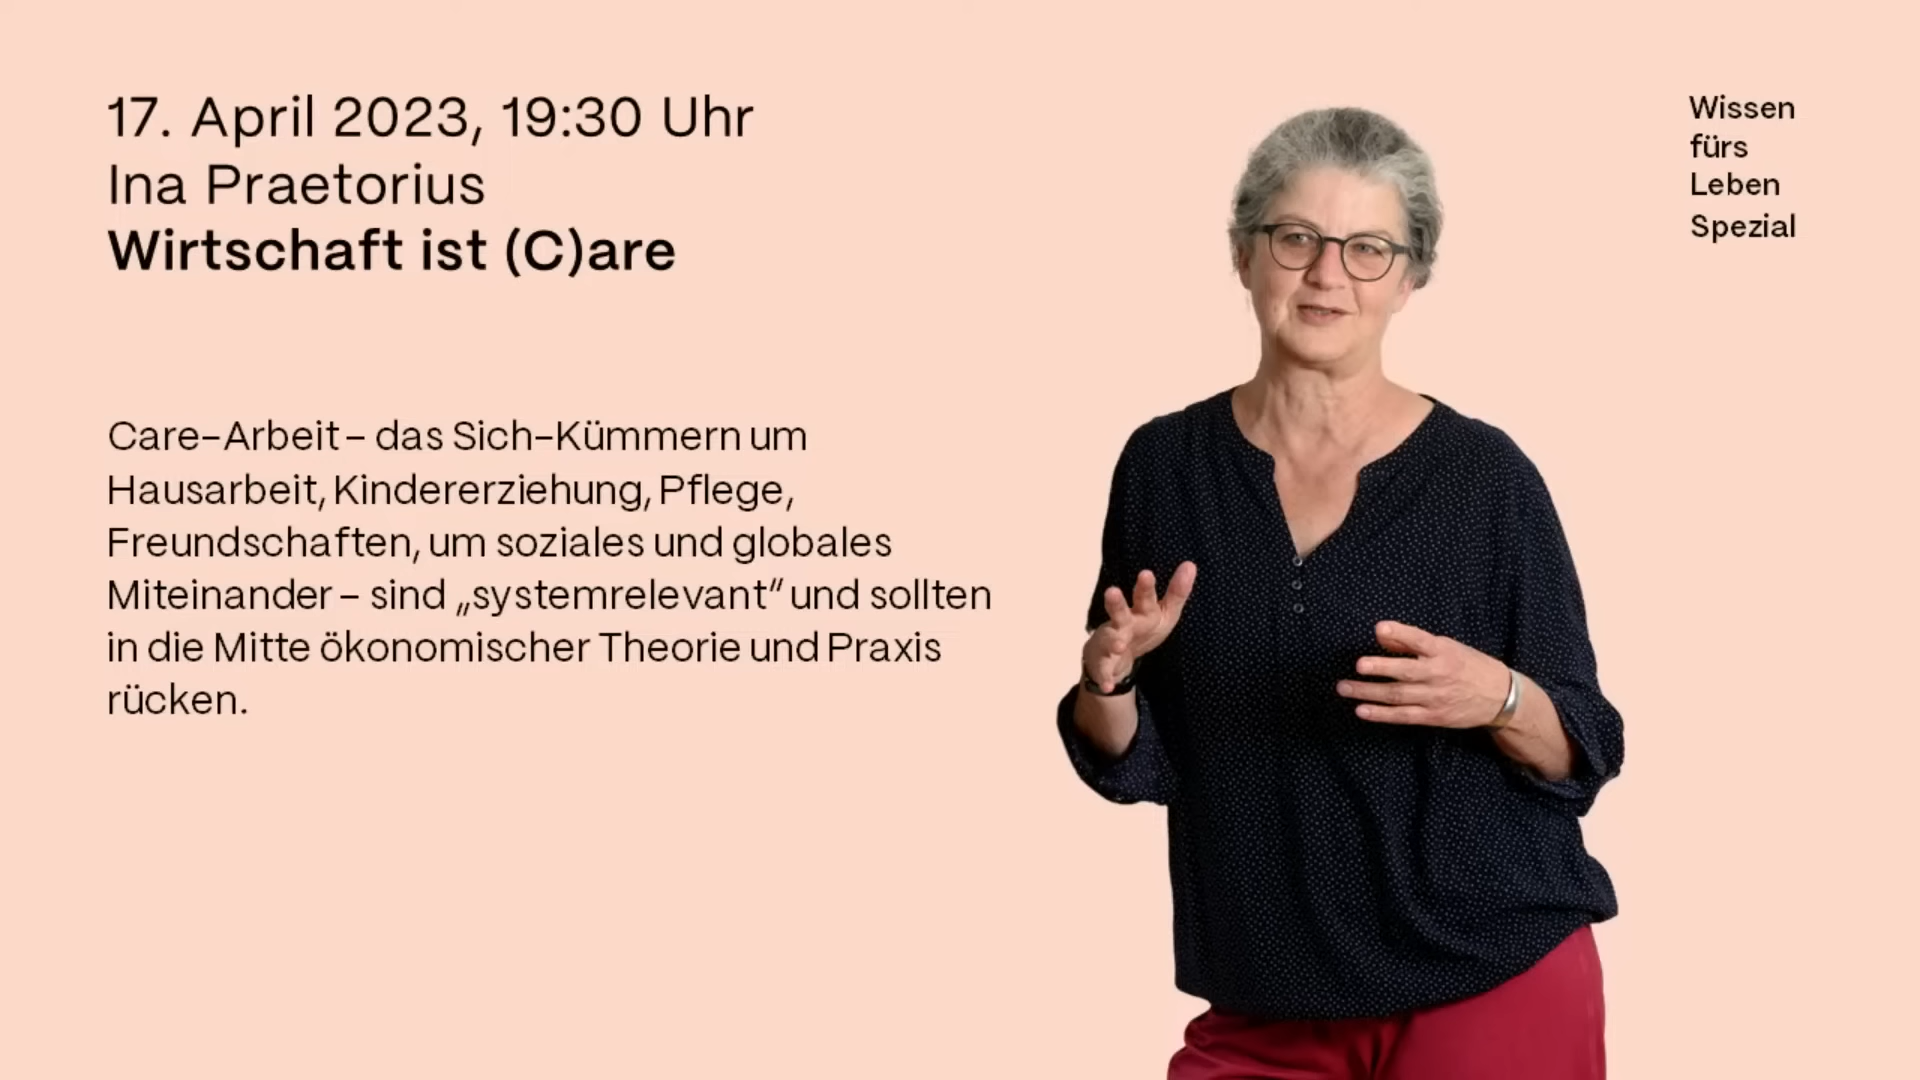 17. April 2023, 19:30 Uhr
Ina Praetorius
Wirtschaft ist (C)are
Care-Arbeit – das Sich-Kümmern um
Hausarbeit, Kindererziehung, Pflege,
Freundschaften, um soziales und globales
Miteinander – sind „systemrelevant“ und sollten
in die Mitte ökonomischer Theorie und Praxis
rücken.
Wissen
fürs
Leben
Spezial